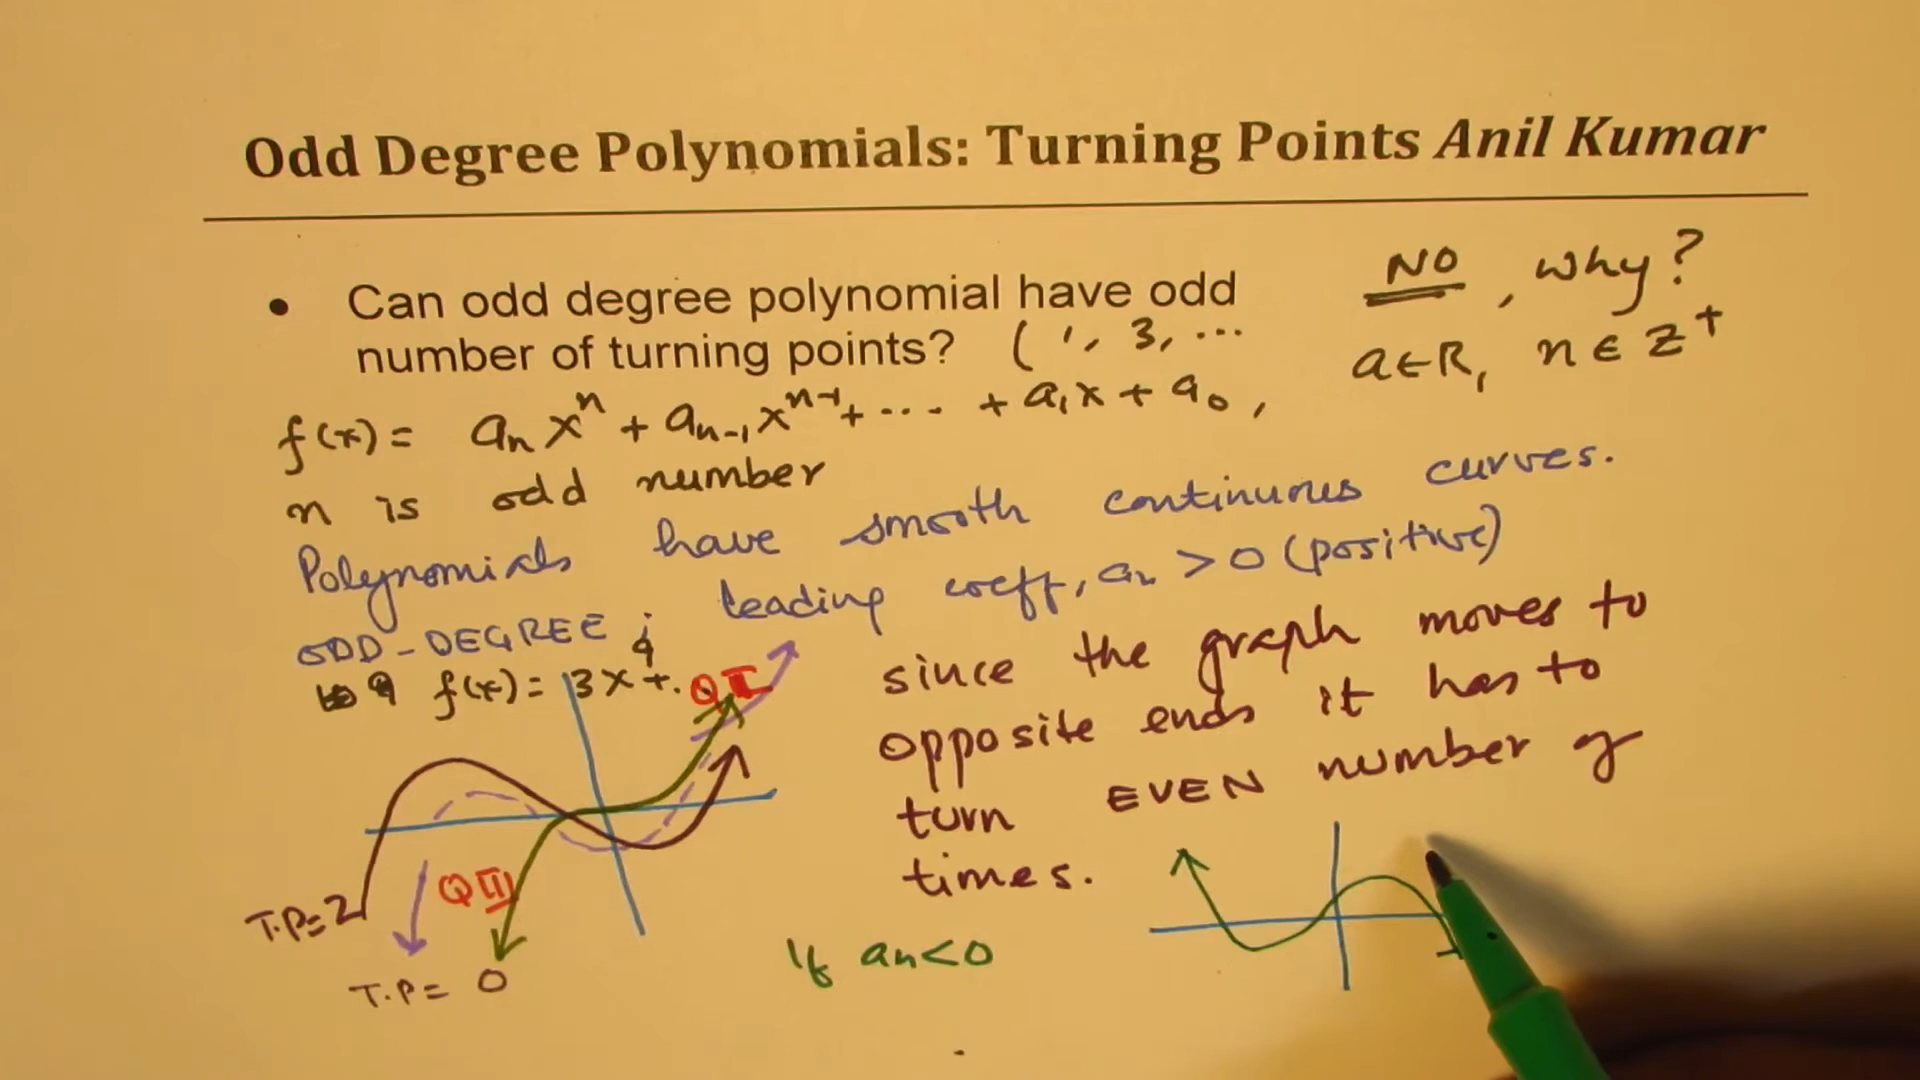 Odd Degree Polynomials: Turning Points Anil Kumar
• Can odd degree polynomial have odd
number of turning points? ( 1, 3, ...
NO, why?
a∈R, n∈Z⁺
f(x) = aₙxⁿ + aₙ₋₁xⁿ⁻¹ + ... + a₁x + a₀,
n is odd number
Polynomials have smooth continuous curves.
ODD-DEGREE ; leading coeff, aₙ > 0 (positive)
f(x) = 3x⁹ + ..
QI
since the graph moves to
opposite ends it has to
turn EVEN number of
times.
QIII
T.P = 2
T.P = 0
If aₙ<0